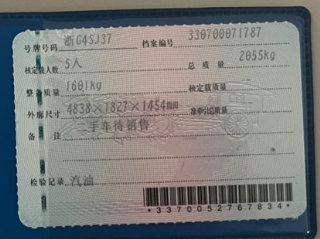 号牌号码 浙G4SJ37 档案编号 330700071787
核定载人数 5人 总质量 2055kg
整备质量 1601kg 核定载质量
外廓尺寸 4838×1827×1454mm 准牵引总质量
备注 二手车待销售
检验记录 汽油
*3370052767834*